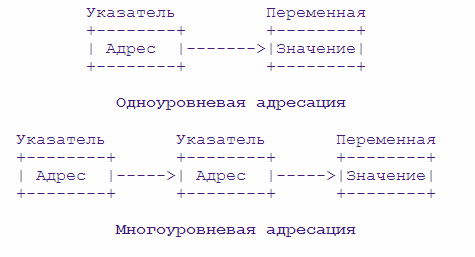 Указатель Переменная
+--------+ +--------+
| Адрес |------->|Значение|
+--------+ +--------+
Одноуровневая адресация
Указатель Указатель Переменная
+--------+ +--------+ +--------+
| Адрес |----->| Адрес |----->|Значение|
+--------+ +--------+ +--------+
Многоуровневая адресация